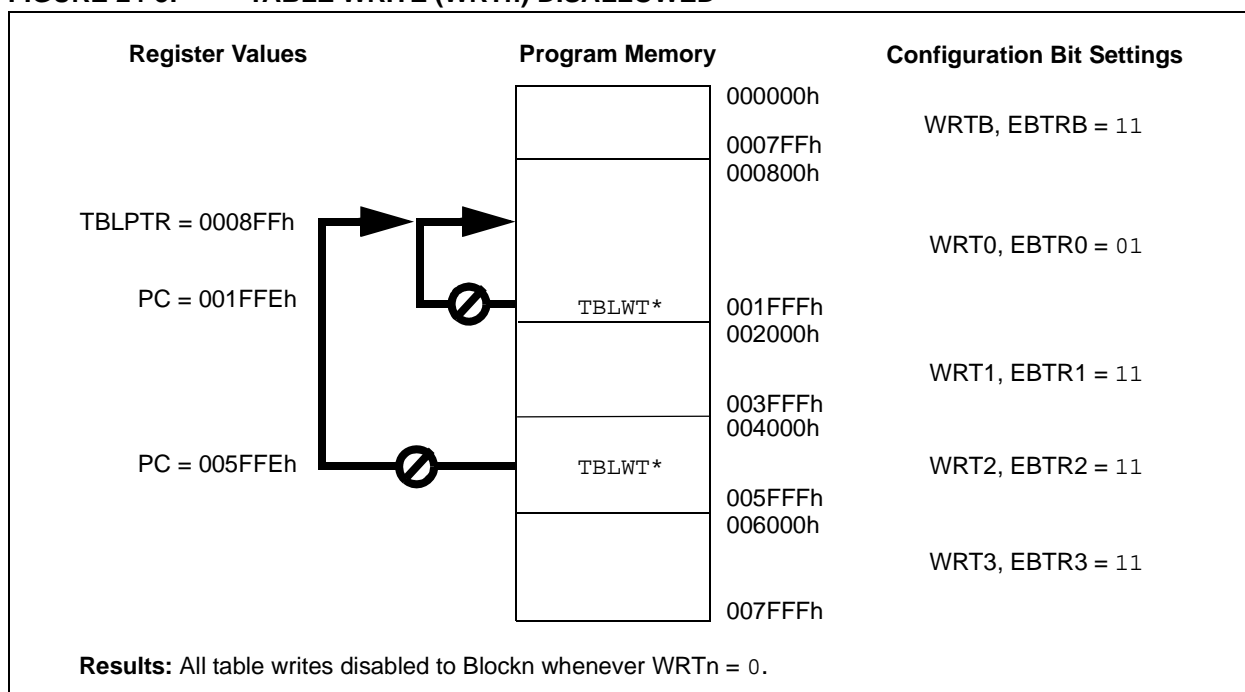 Register Values Program Memory Configuration Bit Settings
000000h
WRTB, EBTRB = 11
0007FFh
000800h
TBLPTR = 0008FFh
WRT0, EBTR0 = 01
PC = 001FFEh
TBLWT*
001FFFh
002000h
WRT1, EBTR1 = 11
003FFFh
004000h
PC = 005FFEh
TBLWT*
WRT2, EBTR2 = 11
005FFFh
006000h
WRT3, EBTR3 = 11
007FFFh
Results: All table writes disabled to Blockn whenever WRTn = 0.